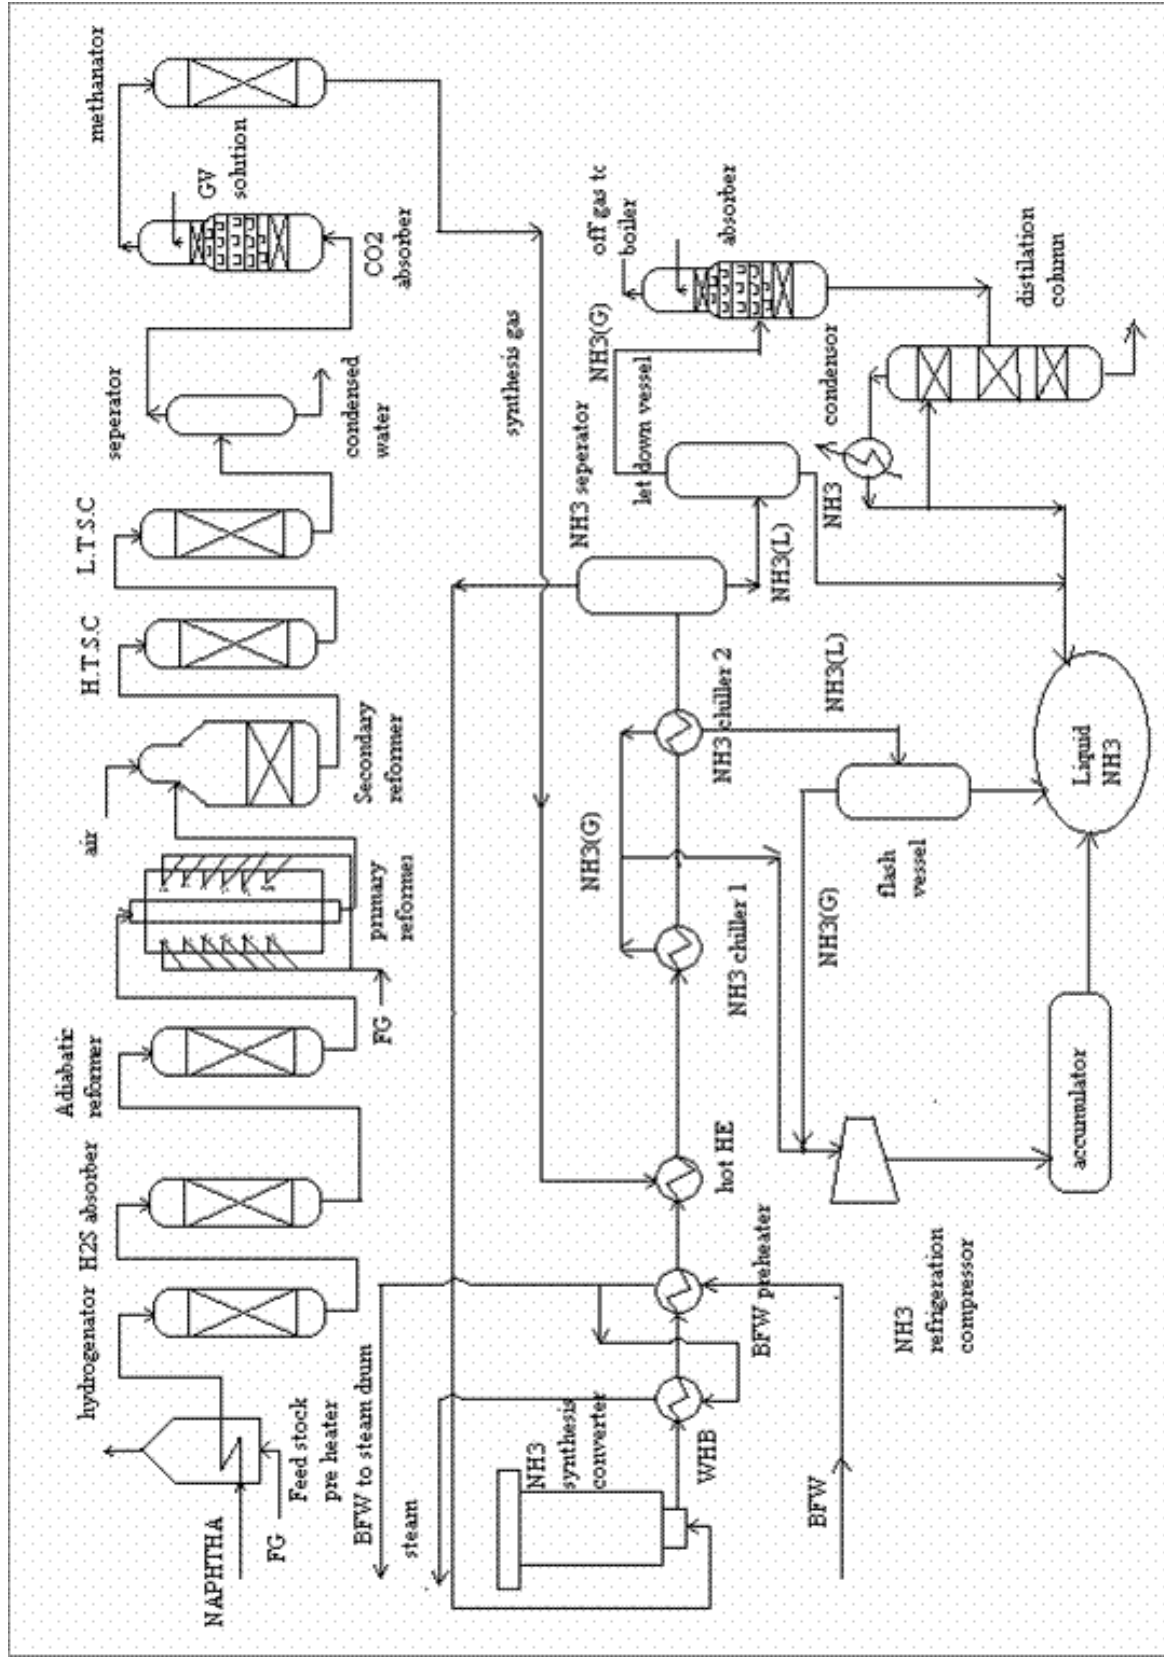 NAPHTHA
FG
Feed stock
pre heater
hydrogenator
H2S absorber
Adiabatic
reformer
FG
primary
reformer
air
Secondary
reformer
H.T.S.C
L.T.S.C
seperator
condensed
water
CO2
absorber
GV
solution
methanator
synthesis gas
BFW to steam drum
steam
NH3
synthesis
converter
WHB
BFW preheater
BFW
hot HE
NH3 chiller 1
NH3(G)
NH3 chiller 2
NH3 seperator
NH3(L)
let down vessel
NH3(G)
off gas to
boiler
absorber
distilation
column
condensor
NH3
NH3(L)
flash
vessel
NH3(G)
NH3
refrigeration
compressor
accumulator
Liquid
NH3